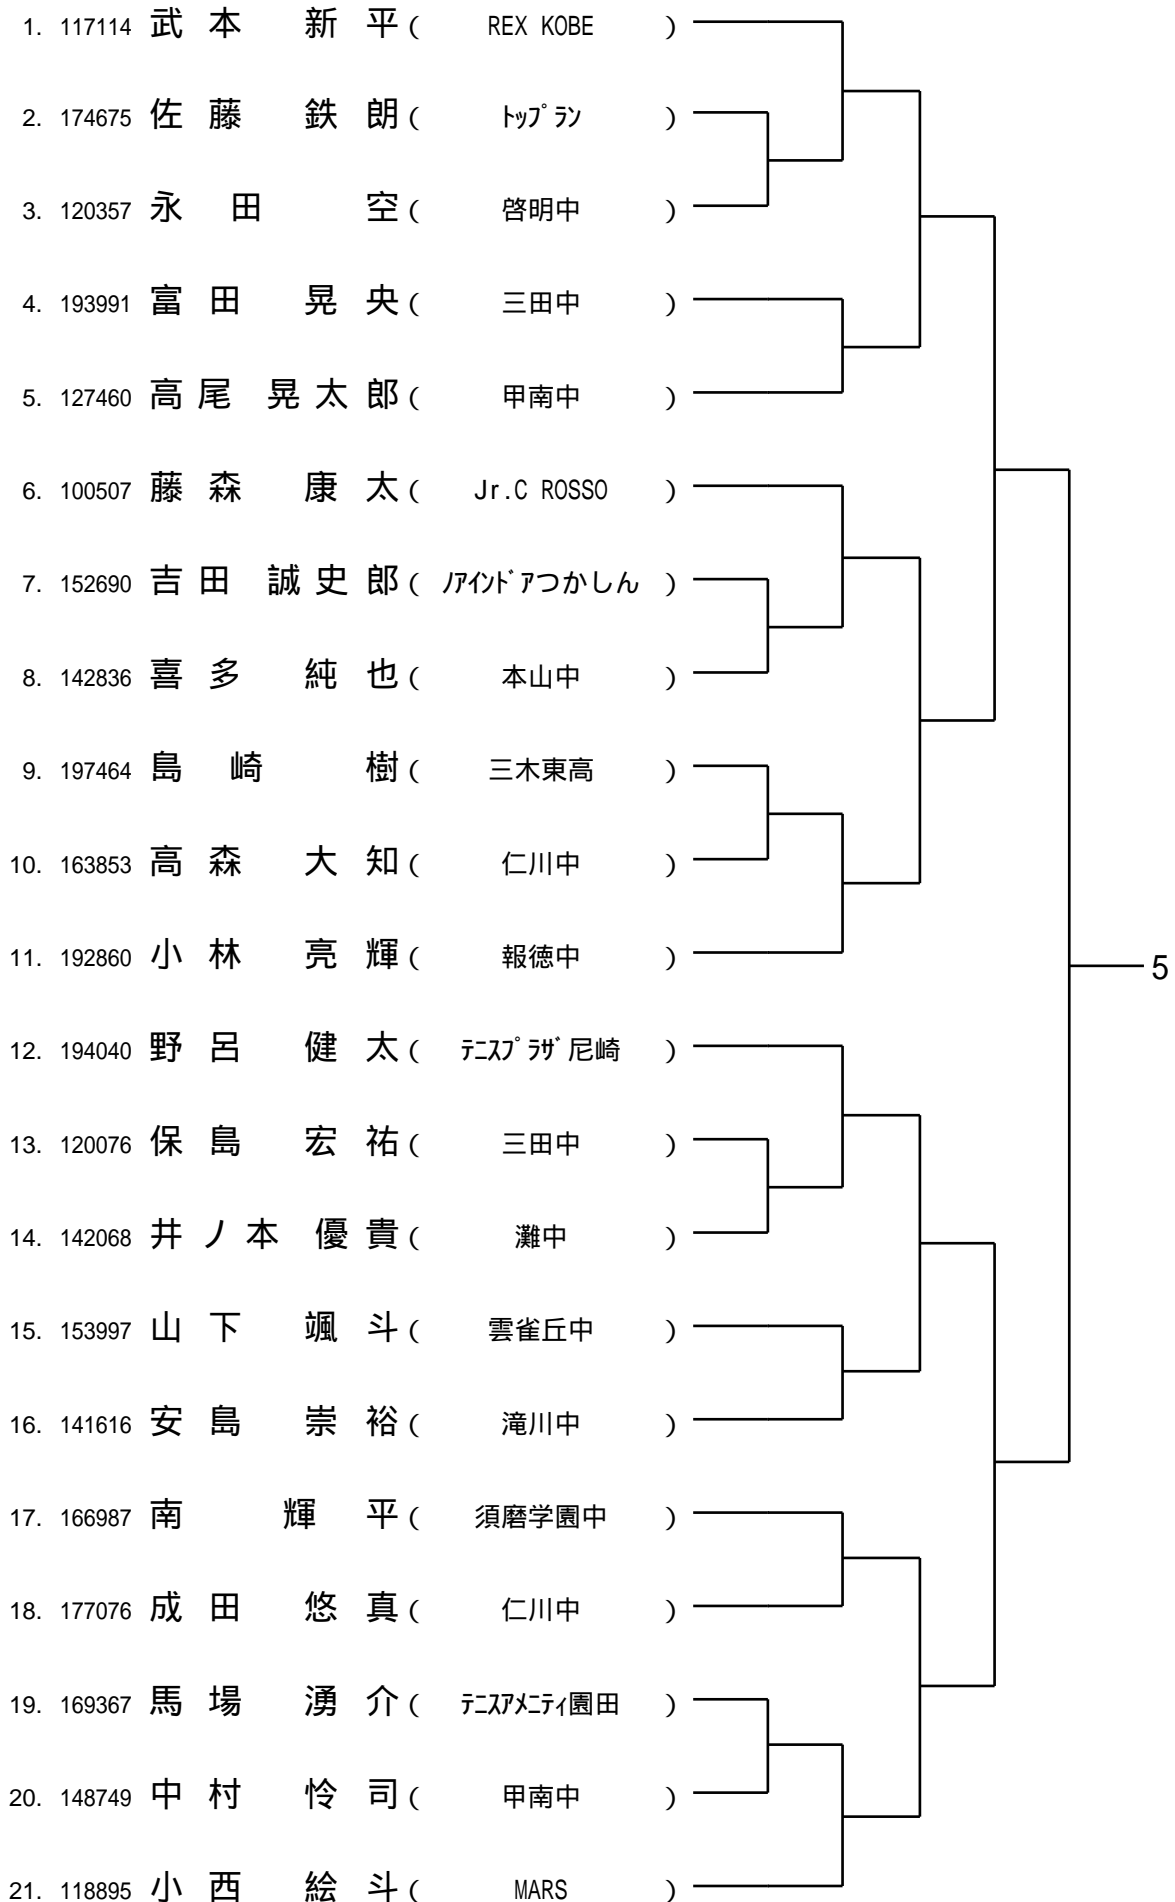 1. 117114 武本 新平 ( REX KOBE )
2. 174675 佐藤 鉄朗 ( ﾄｯﾌﾟﾗﾝ )
3. 120357 永田 空 ( 啓明中 )
4. 193991 富田 晃央 ( 三田中 )
5. 127460 高尾 晃太郎 ( 甲南中 )
6. 100507 藤森 康太 ( Jr.C ROSSO )
7. 152690 吉田 誠史郎 ( ﾉｱｲﾝﾄﾞｱつかしん )
8. 142836 喜多 純也 ( 本山中 )
9. 197464 島崎 樹 ( 三木東高 )
10. 163853 高森 大知 ( 仁川中 )
11. 192860 小林 亮輝 ( 報徳中 )
5
12. 194040 野呂 健太 ( ﾃﾆｽﾌﾟﾗｻﾞ尼崎 )
13. 120076 保島 宏祐 ( 三田中 )
14. 142068 井ノ本 優貴 ( 灘中 )
15. 153997 山下 颯斗 ( 雲雀丘中 )
16. 141616 安島 崇裕 ( 滝川中 )
17. 166987 南 輝平 ( 須磨学園中 )
18. 177076 成田 悠真 ( 仁川中 )
19. 169367 馬場 湧介 ( ﾃﾆｽｱﾒﾆﾃｨ園田 )
20. 148749 中村 怜司 ( 甲南中 )
21. 118895 小西 絵斗 ( MARS )